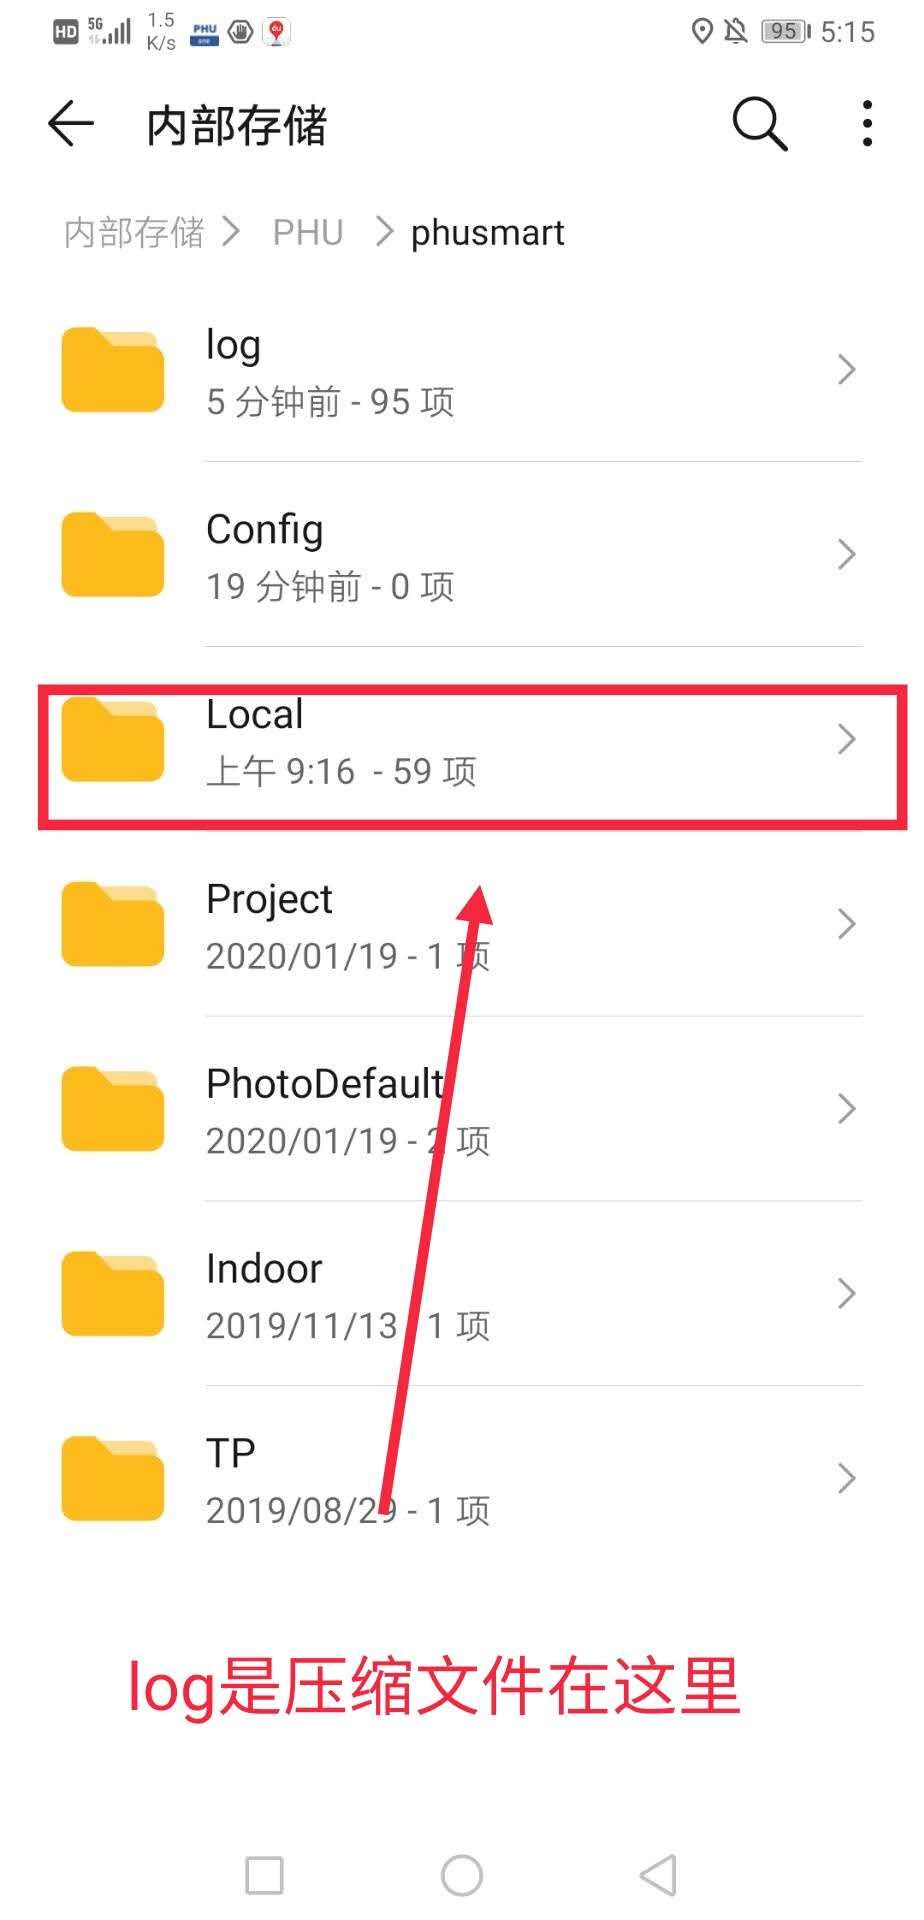 HD 5G 1.5 K/s PHU one 95 5:15
内部存储
内部存储 PHU phusmart
log
5 分钟前 - 95 项
Config
19 分钟前 - 0 项
Local
上午 9:16 - 59 项
Project
2020/01/19 - 1 项
PhotoDefault
2020/01/19 - 2 项
Indoor
2019/11/13 - 1 项
TP
2019/08/29 - 1 项
log是压缩文件在这里